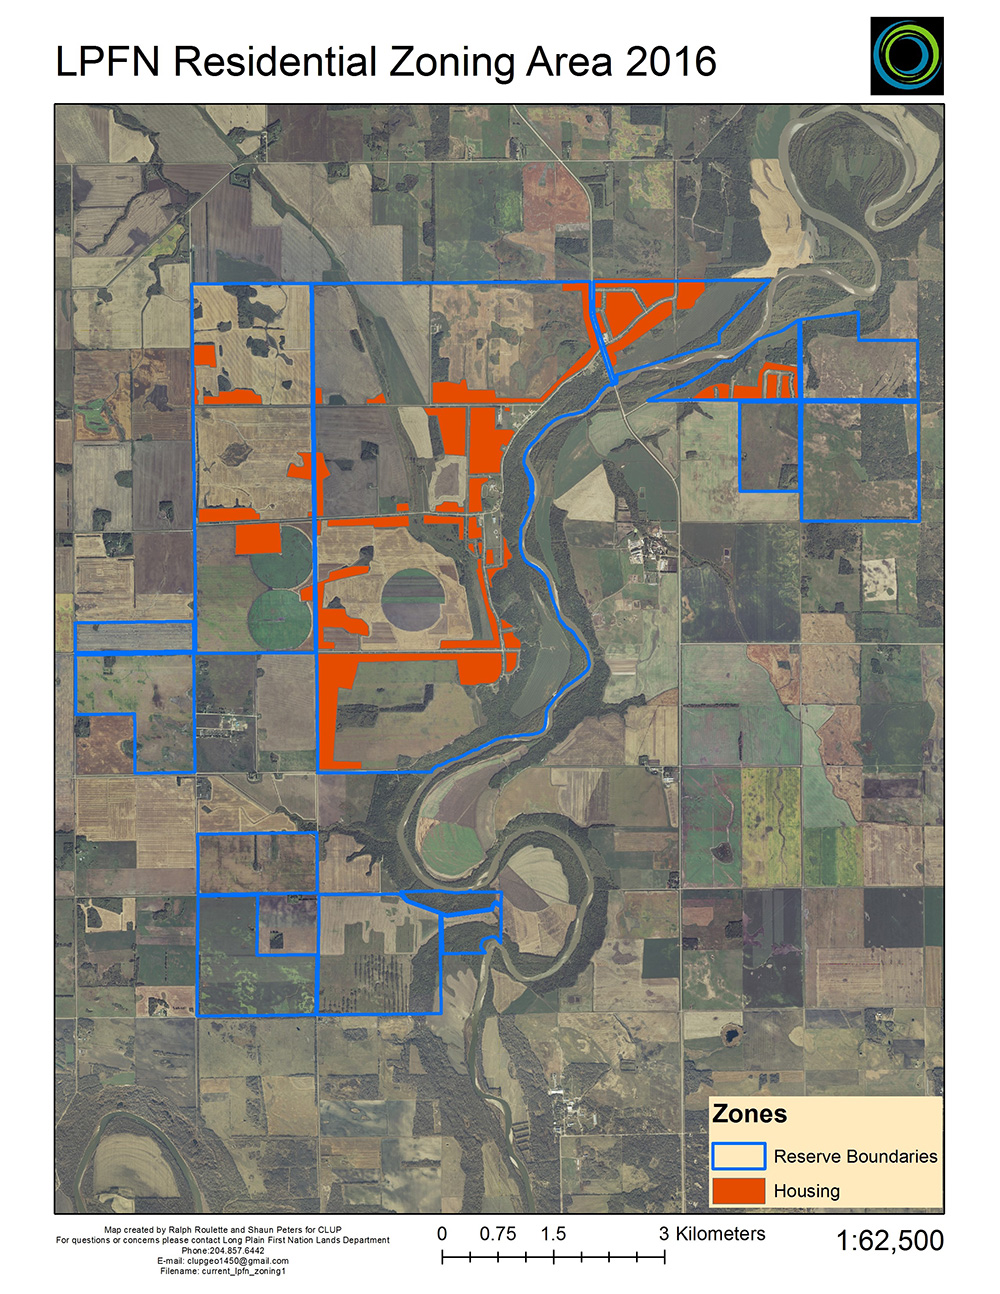 LPFN Residential Zoning Area 2016
Zones
Reserve Boundaries
Housing
Map created by Ralph Roulette and Shaun Peters for CLUP
For questions or concerns please contact Long Plain First Nation Lands Department
Phone:204.857.6442
E-mail: clupgeo1450@gmail.com
Filename: current_lpfn_zoning1
0 0.75 1.5 3 Kilometers
1:62,500